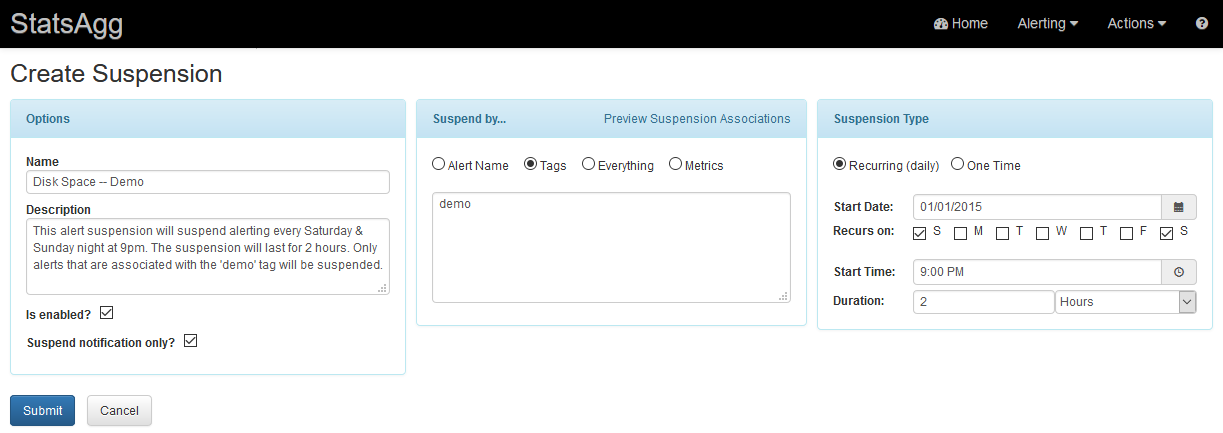 StatsAgg
Home Alerting Actions ?
Create Suspension
Options
Name
Disk Space -- Demo
Description
This alert suspension will suspend alerting every Saturday &
Sunday night at 9pm. The suspension will last for 2 hours. Only
alerts that are associated with the 'demo' tag will be suspended.
Is enabled?
Suspend notification only?
Suspend by... Preview Suspension Associations
Alert Name Tags Everything Metrics
demo
Suspension Type
Recurring (daily) One Time
Start Date: 01/01/2015
Recurs on: S M T W T F S
Start Time: 9:00 PM
Duration: 2 Hours
Submit Cancel